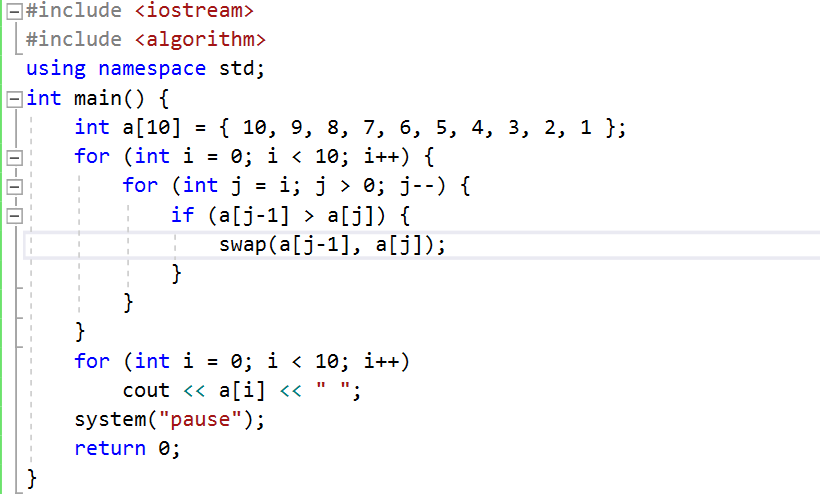 #include <iostream>
#include <algorithm>
using namespace std;
int main() {
    int a[10] = { 10, 9, 8, 7, 6, 5, 4, 3, 2, 1 };
    for (int i = 0; i < 10; i++) {
        for (int j = i; j > 0; j--) {
            if (a[j-1] > a[j]) {
                swap(a[j-1], a[j]);
            }
        }
    }
    for (int i = 0; i < 10; i++)
        cout << a[i] << " ";
    system("pause");
    return 0;
}